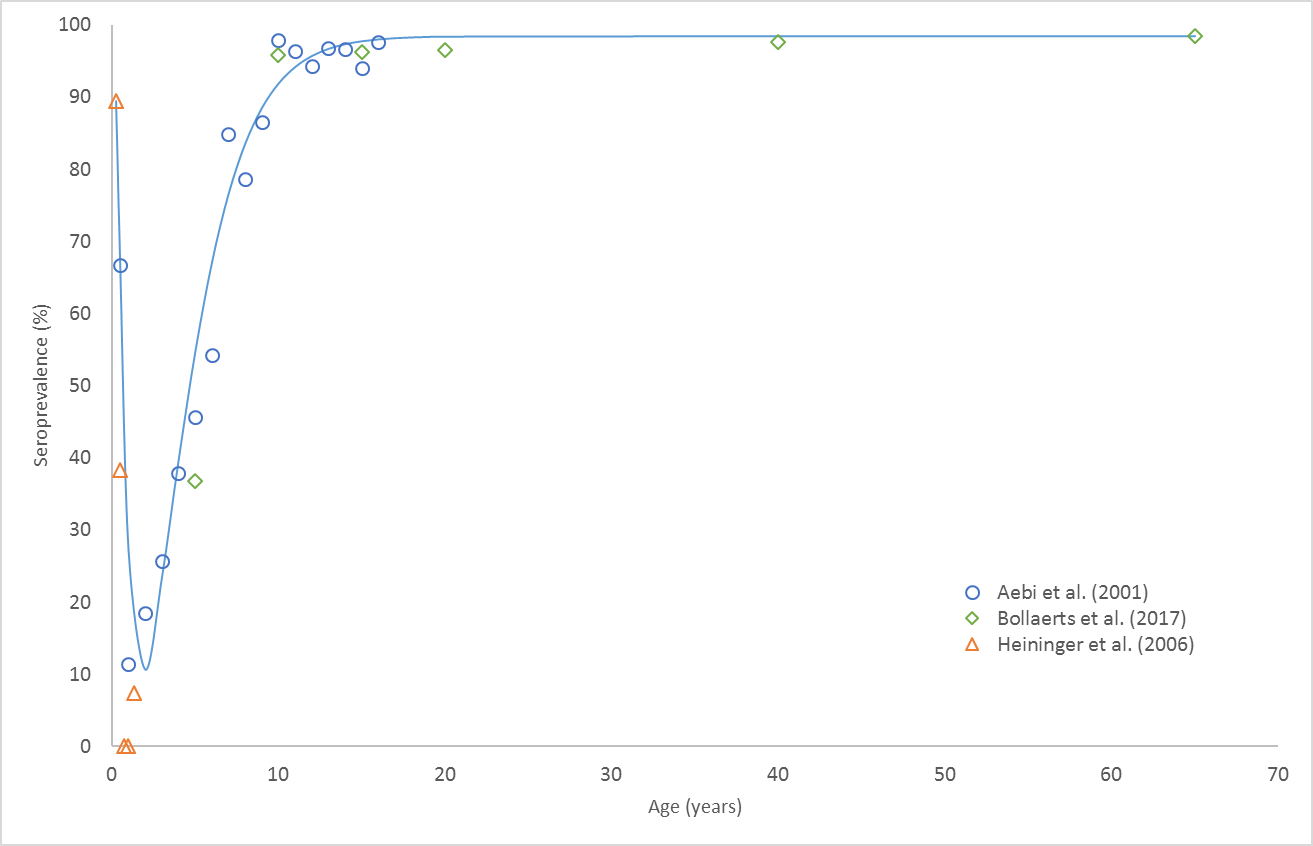 100
90
80
70
60
50
40
30
20
10
0
Seroprevalence (%)
0 10 20 30 40 50 60 70
Age (years)
Aebi et al. (2001)
Bollaerts et al. (2017)
Heininger et al. (2006)